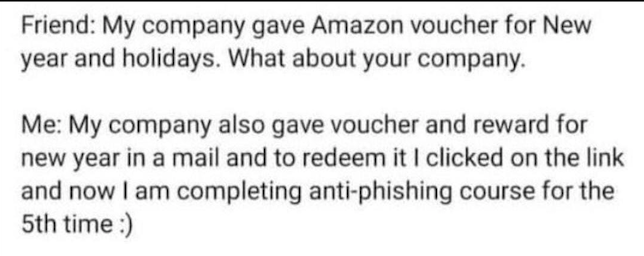 Friend: My company gave Amazon voucher for New
year and holidays. What about your company.
Me: My company also gave voucher and reward for
new year in a mail and to redeem it I clicked on the link
and now I am completing anti-phishing course for the
5th time :)